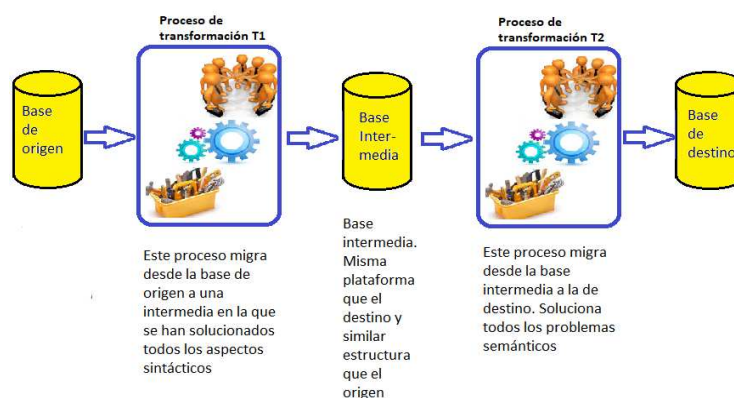 Proceso de
transformación T1
Proceso de
transformación T2
Base
de
origen
Base
Inter-
media
Base
de
destino
Este proceso migra
desde la base de
origen a una
intermedia en la que
se han solucionados
todos los aspectos
sintácticos
Base
intermedia.
Misma
plataforma
que el
destino y
similar
estructura
que el
origen
Este proceso migra
desde la base
intermedia a la de
destino. Soluciona
todos los problemas
semánticos